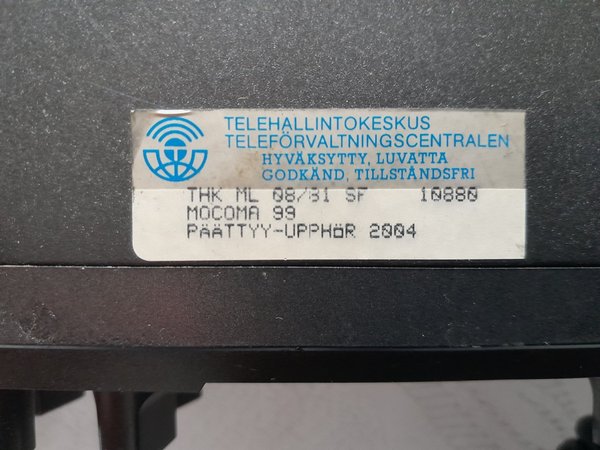 TELEHALLINTOKESKUS
TELEFÖRVALTNINGSCENTRALEN
HYVÄKSYTTY, LUVATTA
GODKÄND, TILLSTÅNDSFRI
THK ML 08/91 SF 10880
MOCOMA 99
PÄÄTTYY-UPPHöR 2004